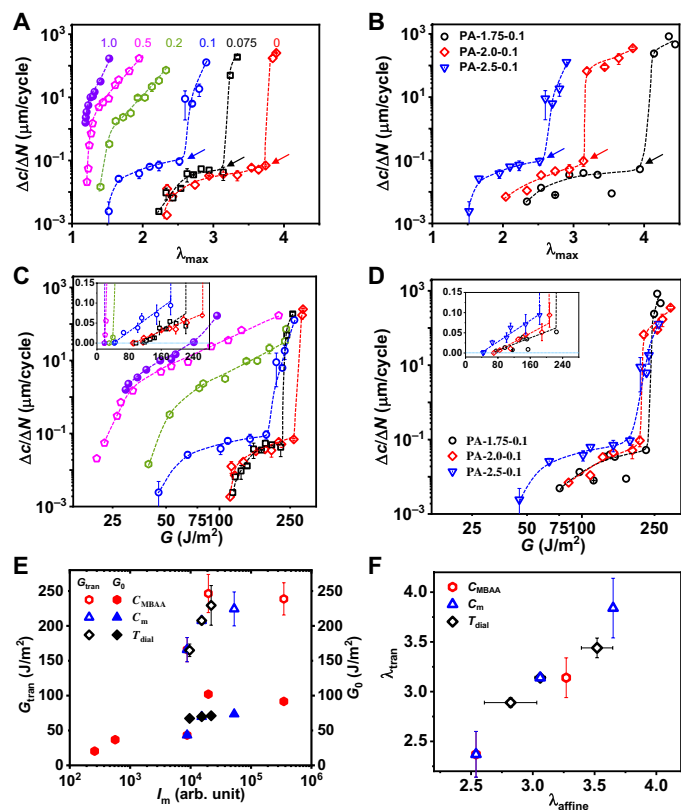 A
1.0 0.5 0.2 0.1 0.075 0
Δc/ΔN (μm/cycle)
10³
10¹
10⁻¹
10⁻³
1 2 3 4
λmax
B
PA-1.75-0.1
PA-2.0-0.1
PA-2.5-0.1
Δc/ΔN (μm/cycle)
10³
10¹
10⁻¹
10⁻³
1 2 3 4
λmax
C
0.15
0.10
0.05
0.00
0 80 160 240
Δc/ΔN (μm/cycle)
10³
10¹
10⁻¹
10⁻³
25 50 75 100 250
G (J/m²)
D
0.15
0.10
0.05
0.00
0 80 160 240
PA-1.75-0.1
PA-2.0-0.1
PA-2.5-0.1
Δc/ΔN (μm/cycle)
10³
10¹
10⁻¹
10⁻³
25 50 75 100 250
G (J/m²)
E
Gtran G0
CMBAA
Cm
Tdial
Gtran (J/m²)
250
200
150
100
50
0
G0 (J/m²)
250
200
150
100
50
0
10² 10³ 10⁴ 10⁵ 10⁶
Im (arb. unit)
F
CMBAA
Cm
Tdial
λtran
4.0
3.5
3.0
2.5
2.5 3.0 3.5 4.0
λaffine